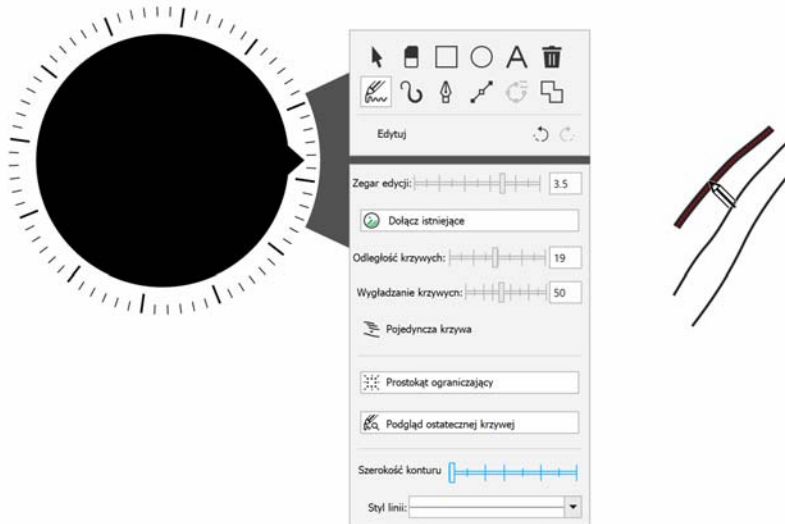 Edytuj
Zegar edycji: 3.5
Dołącz istniejące
Odległość krzywych: 19
Wygładzanie krzywycn: 50
Pojedyncza krzywa
Prostokąt ograniczający
Podgląd ostatecznej krzywej
Szerokość konturu
Styl linii: